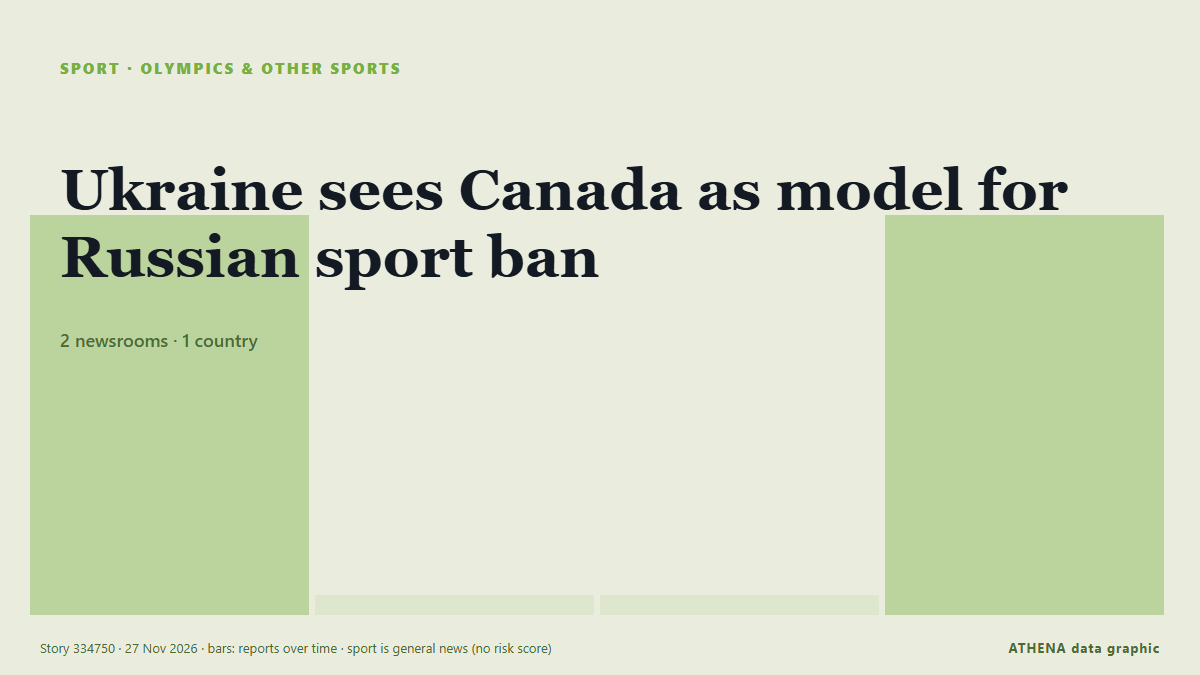 SPORT · OLYMPICS & OTHER SPORTS
Ukraine sees Canada as model for
Russian sport ban
2 newsrooms · 1 country
Story 334750 · 27 Nov 2026 · bars: reports over time · sport is general news (no risk score)
ATHENA data graphic